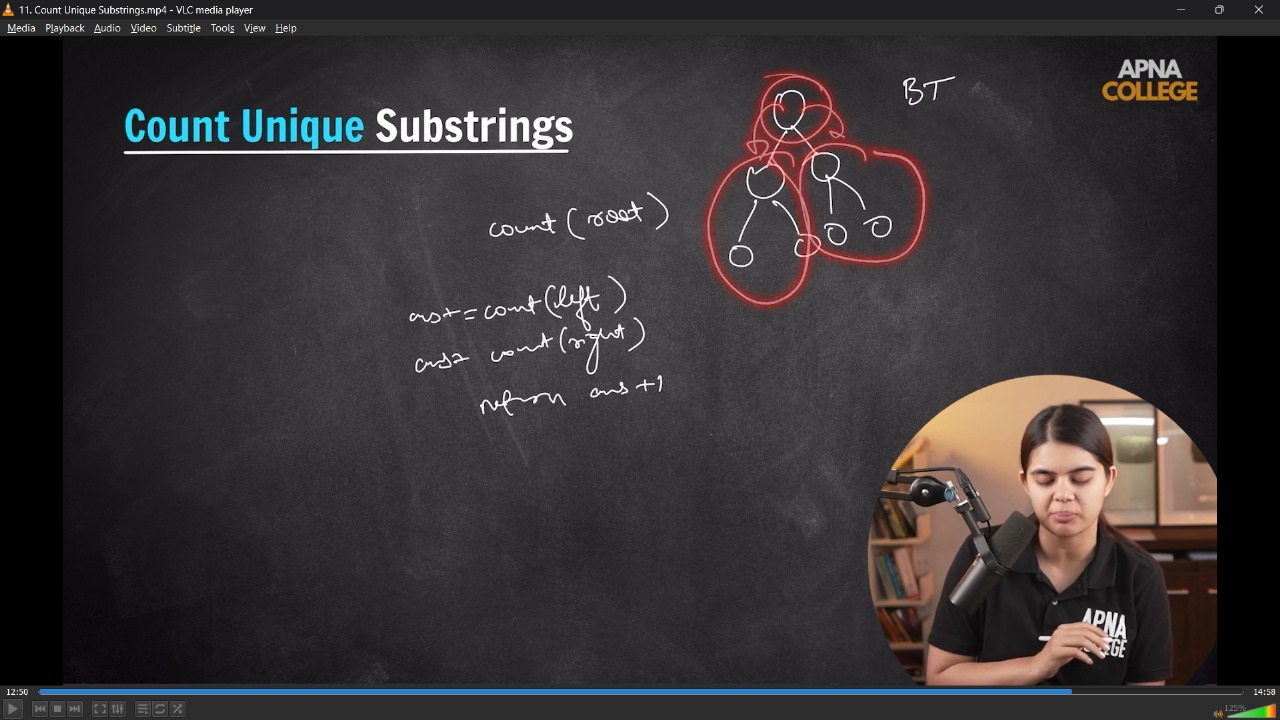 11. Count Unique Substrings.mp4 - VLC media player
Media Playback Audio Video Subtitle Tools View Help
APNA
COLLEGE
BT
Count Unique Substrings
count (root)
ans+= count (left)
ans+= count (right)
return ans +1
APNA
LEGE
12:50
14:58
125%